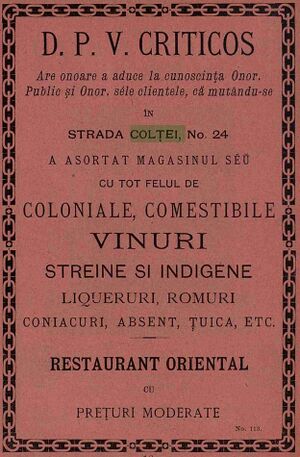 D. P. V. CRITICOS
Are onoare a aduce la cunoscința Onor.
Public și Onor. séle clientele, că mutându-se
ÎN
STRADA COLȚEI, No. 24
A ASORTAT MAGASINUL SÉŬ
CU TOT FELUL DE
COLONIALE, COMESTIBILE
VINURI
STREINE SI INDIGENE
LIQUERURI, ROMURI
CONIACURI, ABSENT, ȚUICA, ETC.
RESTAURANT ORIENTAL
CU
PREȚURI MODERATE
No. 113.